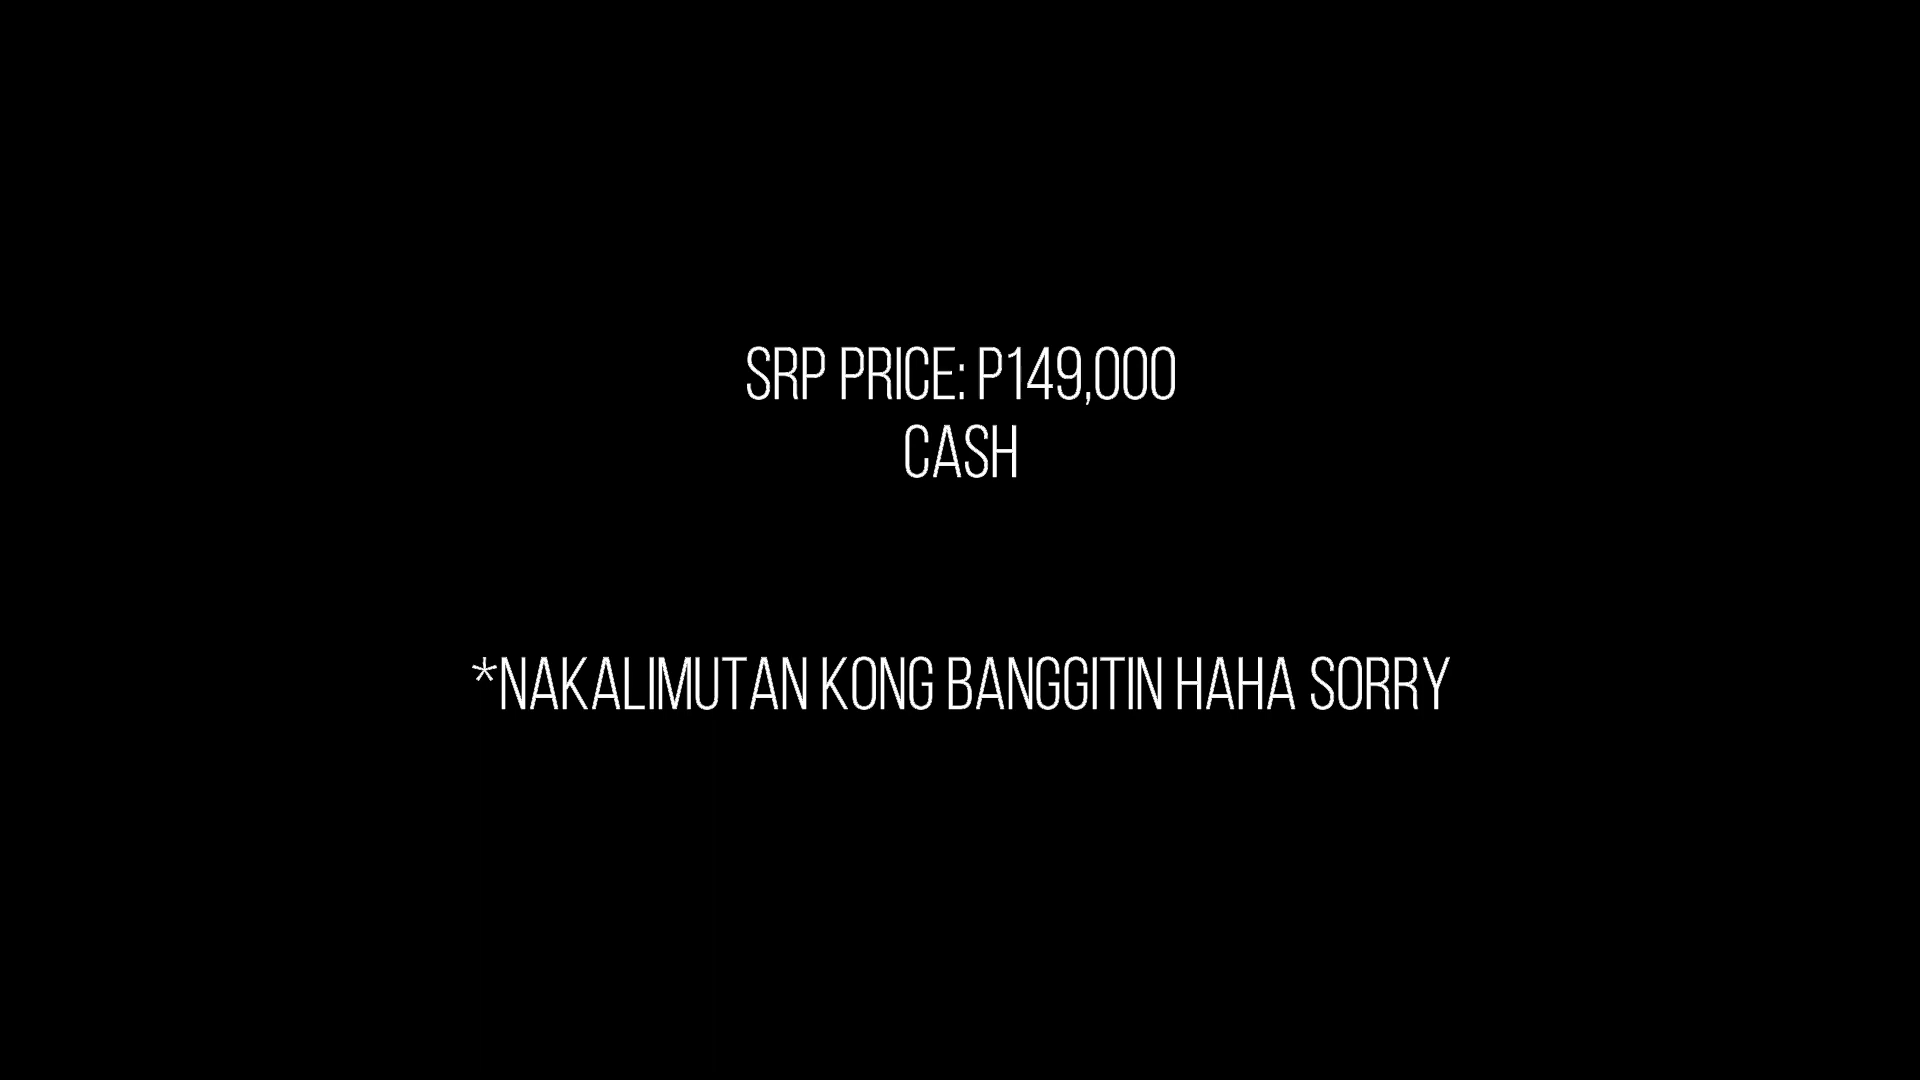 SRP PRICE: P149,000
CASH
*NAKALIMUTAN KONG BANGGITIN HAHA SORRY